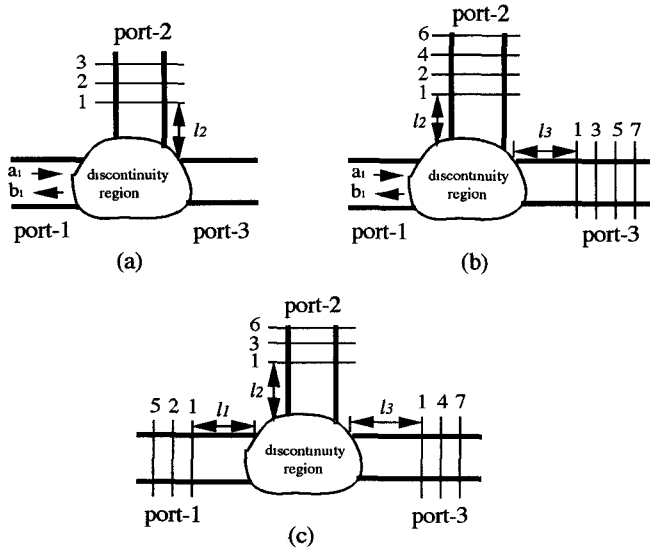 port-2
3
2
1
l2
a1
b1
discontinuity
region
port-1
port-3
(a)
port-2
6
4
2
1
l2
l3
1 3 5 7
a1
b1
discontinuity
region
port-1
port-3
(b)
port-2
6
3
1
l2
5 2 1
l1
l3
1 4 7
discontinuity
region
port-1
port-3
(c)